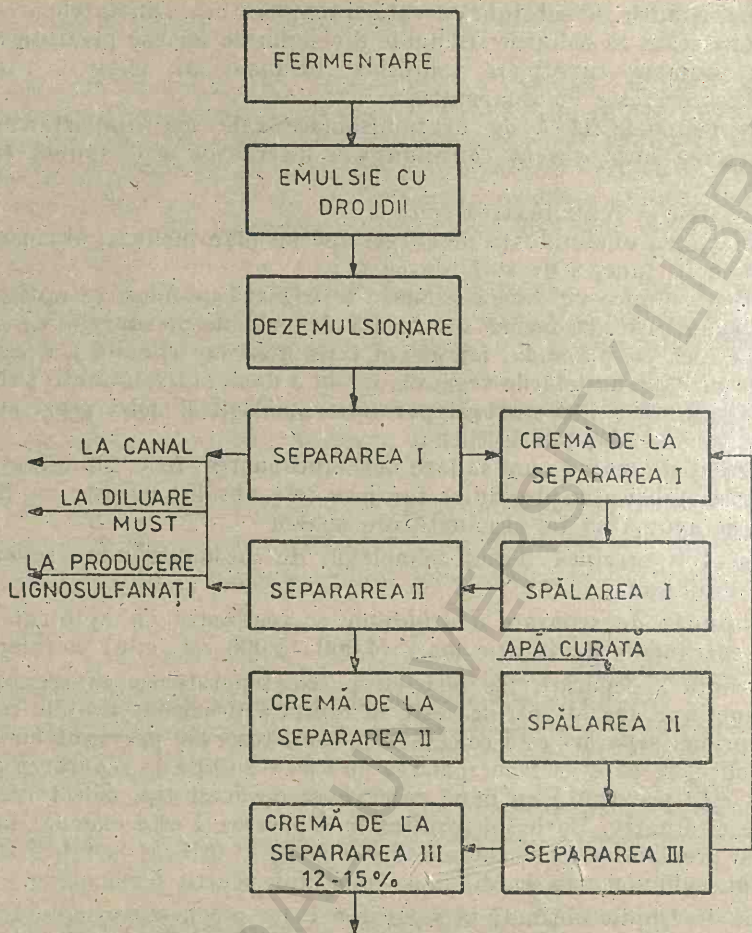 FERMENTARE
EMULSIE CU
DROJDII
DEZEMULSIONARE
LA CANAL
SEPARAREA I
CREMĂ DE LA
SEPARAREA I
LA DILUARE
MUST
LA PRODUCERE
LIGNOSULFANAȚI
SEPARAREA II
SPĂLAREA I
APĂ CURATĂ
CREMĂ DE LA
SEPARAREA II
SPĂLAREA II
CREMĂ DE LA
SEPARAREA III
12-15%
SEPARAREA III
UNIVERSITY LIBR